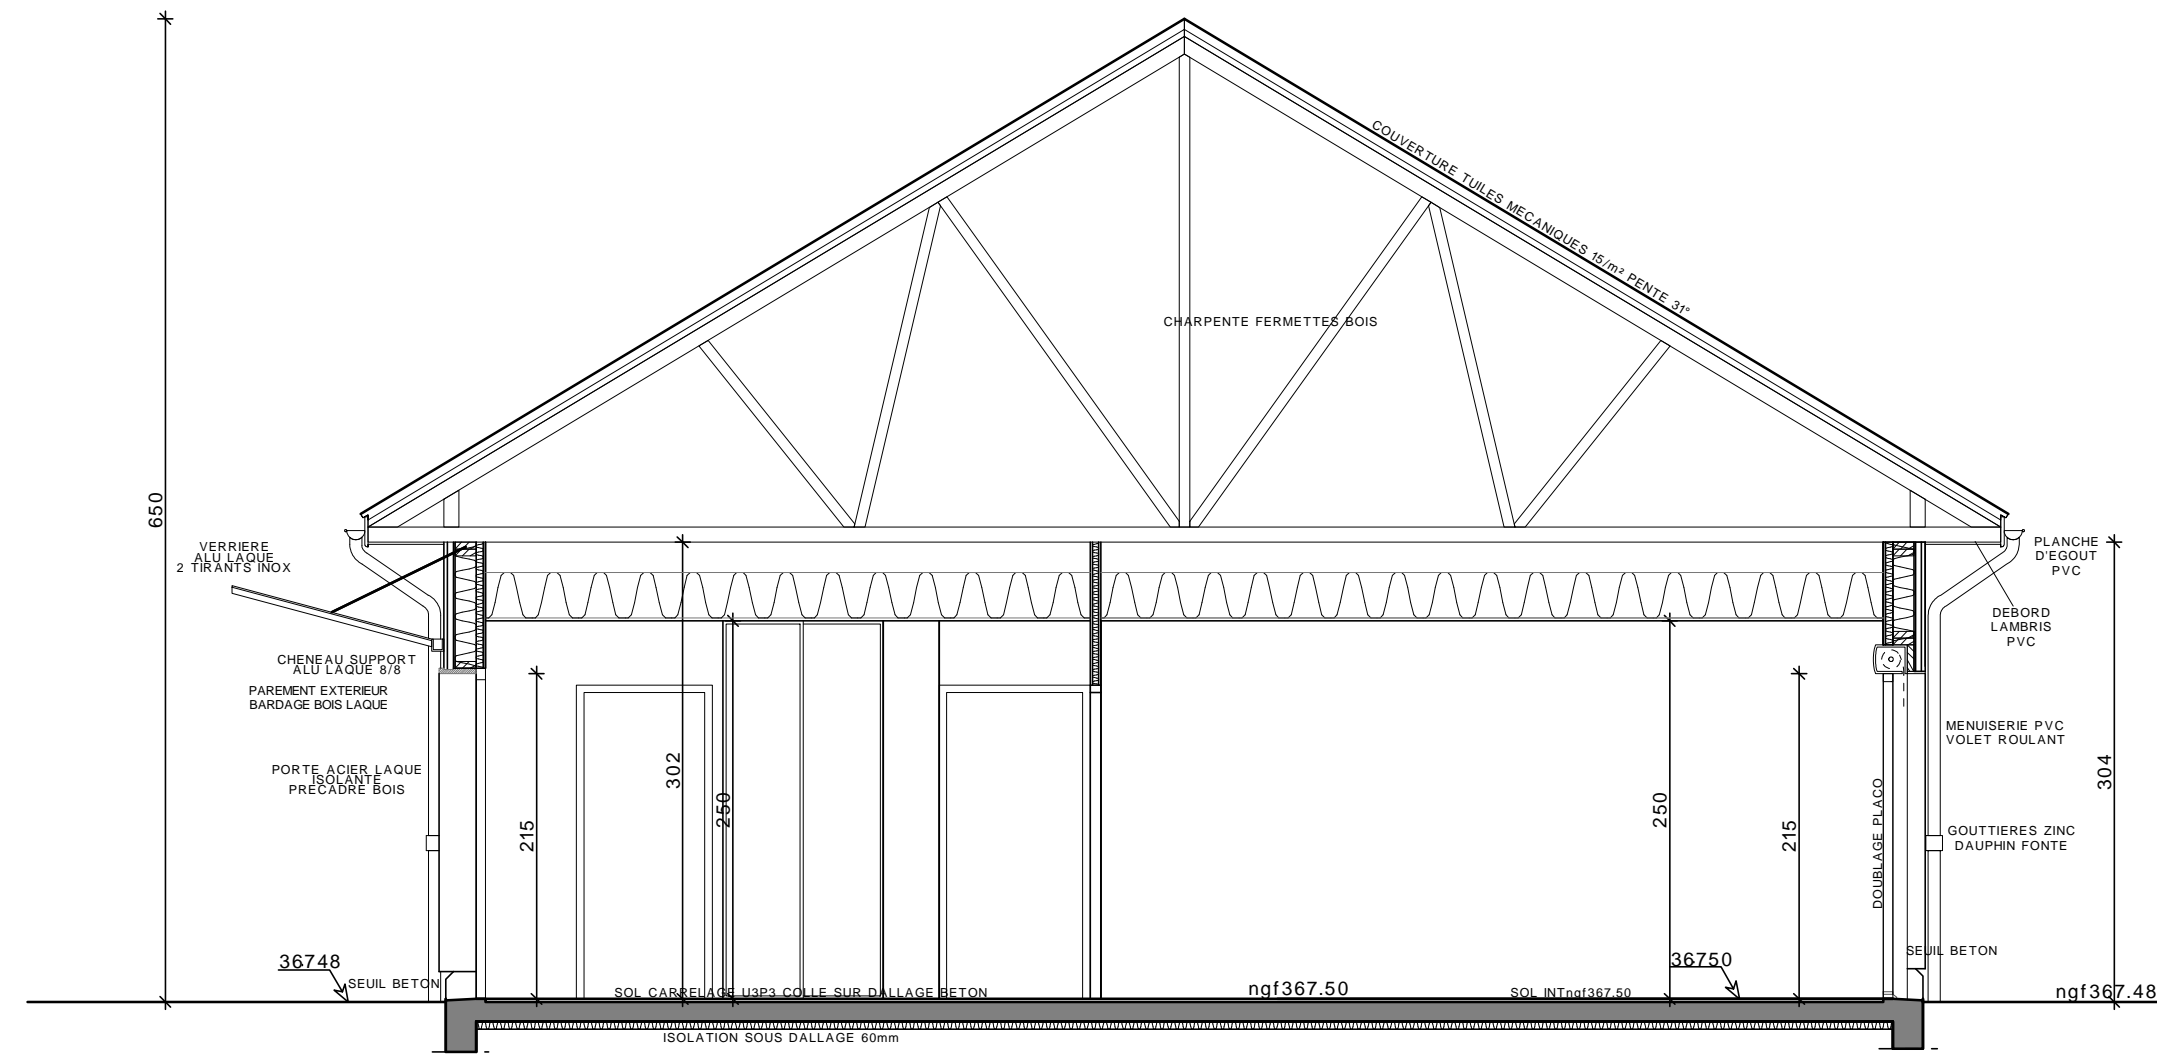 COUVERTURE TUILES MECANIQUES 15/m² PENTE 31°
CHARPENTE FERMETTES BOIS
650
VERRIERE
ALU LAQUE
2 TIRANTS INOX
PLANCHE
D'EGOUT
PVC
DEBORD
LAMBRIS
PVC
CHENEAU SUPPORT
ALU LAQUE 8/8
PAREMENT EXTERIEUR
BARDAGE BOIS LAQUE
MENUISERIE PVC
VOLET ROULANT
PORTE ACIER LAQUE
ISOLANTE
PRECADRE BOIS
302
250
215
250
215
304
DOUBLAGE PLACO
GOUTTIERES ZINC
DAUPHIN FONTE
SEUIL BETON
36748
SEUIL BETON
36750
SOL CARRELAGE U3P3 COLLE SUR DALLAGE BETON
ngf367.50
SOL INTngf367.50
ngf367.48
ISOLATION SOUS DALLAGE 60mm